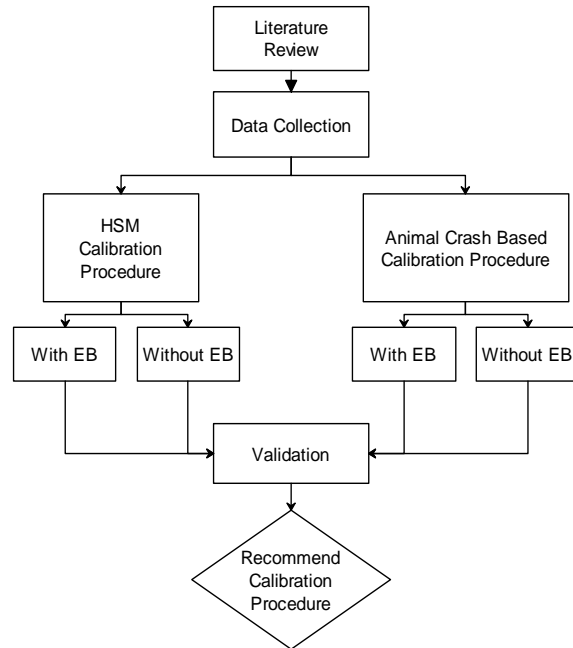 Literature
Review
Data Collection
HSM
Calibration
Procedure
Animal Crash Based
Calibration Procedure
With EB
Without EB
With EB
Without EB
Validation
Recommend
Calibration
Procedure